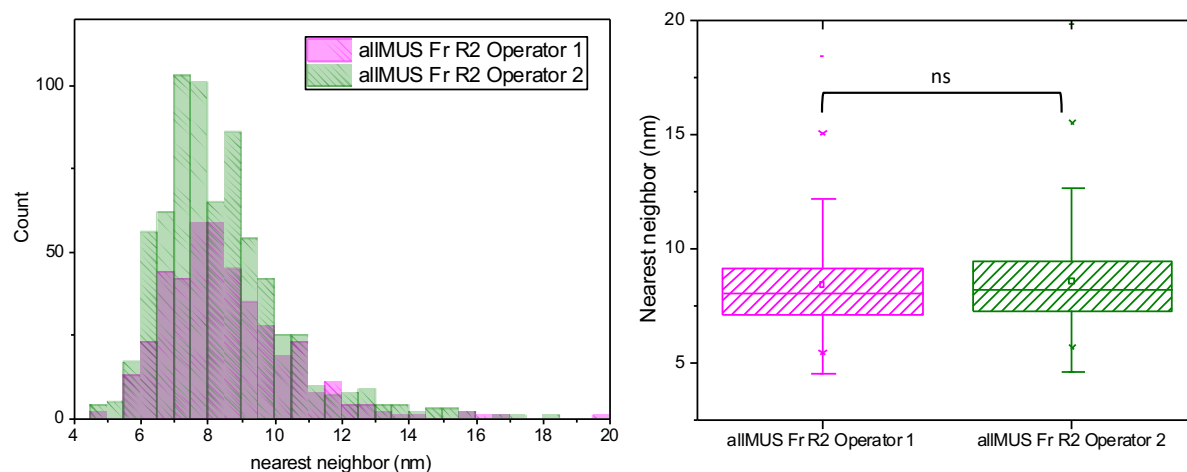 allMUS Fr R2 Operator 1
allMUS Fr R2 Operator 2
100
50
0
Count
4 6 8 10 12 14 16 18 20
nearest neighbor (nm)
20
15
10
5
Nearest neighbor (nm)
ns
allMUS Fr R2 Operator 1 allMUS Fr R2 Operator 2